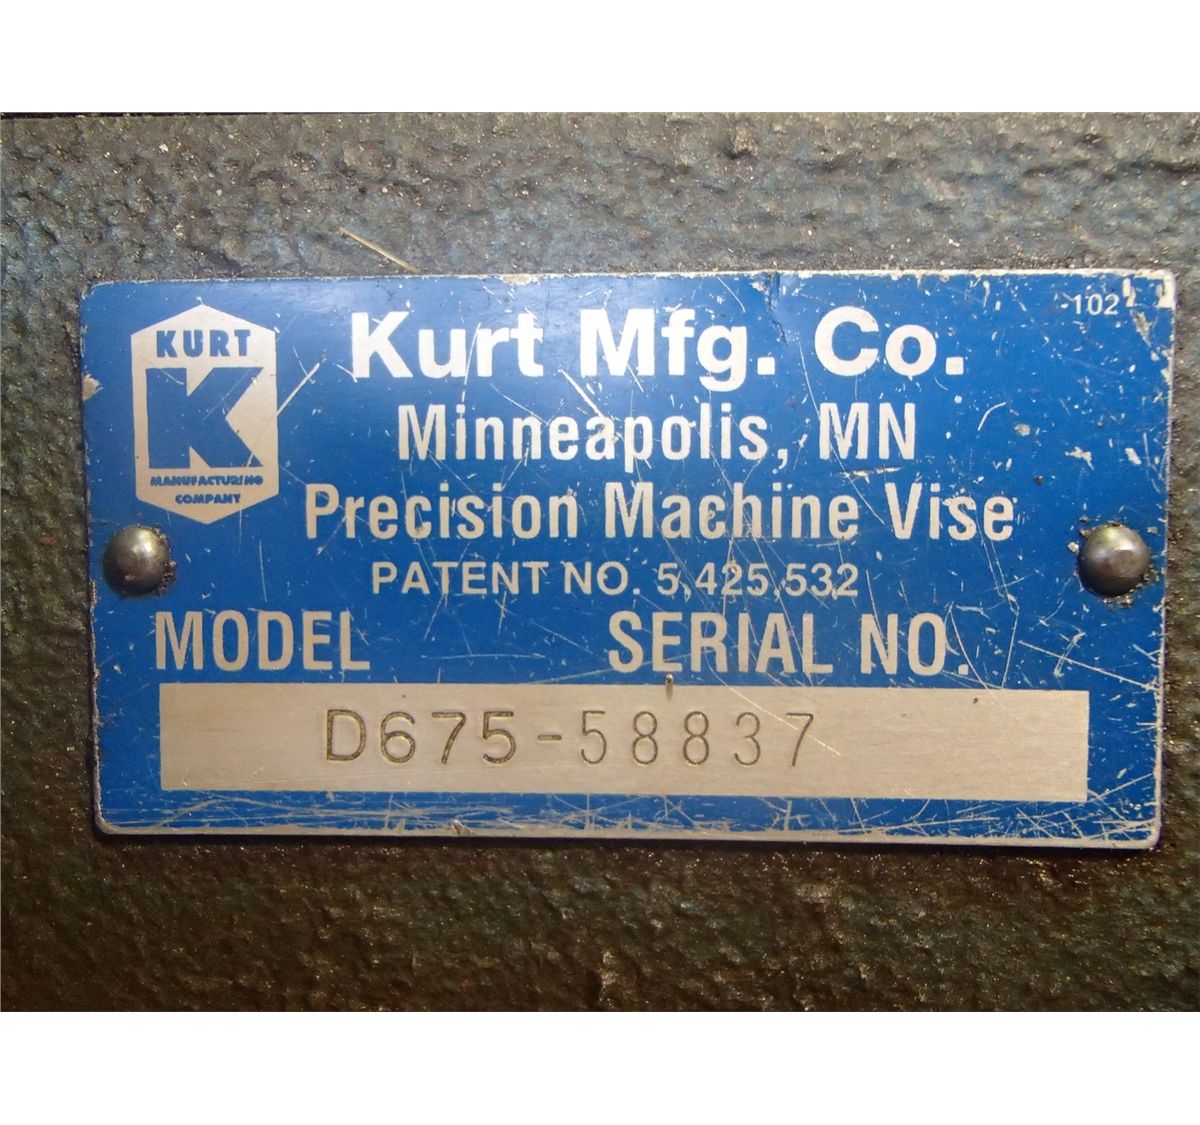 102
KURT
K
MANUFACTURING
COMPANY
Kurt Mfg. Co.
Minneapolis, MN
Precision Machine Vise
PATENT NO. 5,425,532
MODEL SERIAL NO.
D675-58837